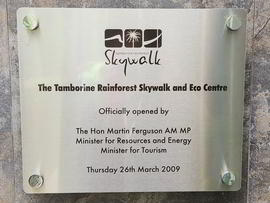 Skywalk
The Tamborine Rainforest Skywalk and Eco Centre
Officially opened by
The Hon Martin Ferguson AM MP
Minister for Resources and Energy
Minister for Tourism
Thursday 26th March 2009